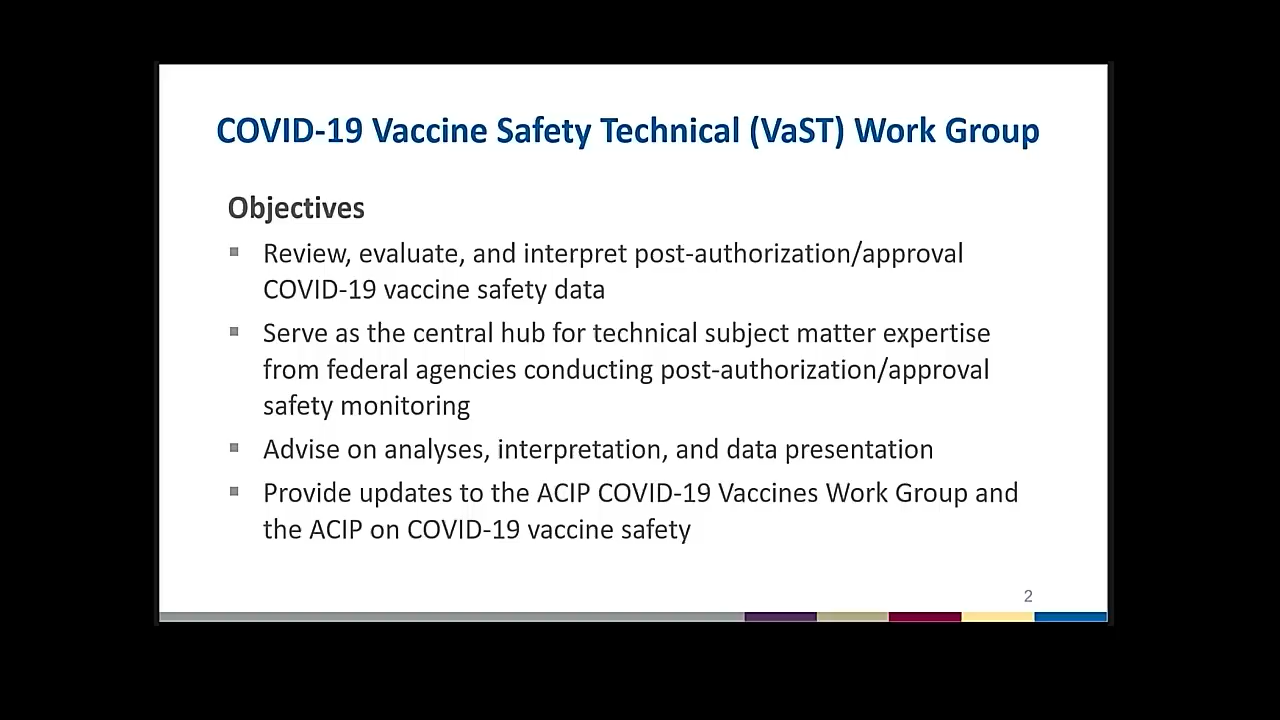 COVID-19 Vaccine Safety Technical (VaST) Work Group
Objectives
Review, evaluate, and interpret post-authorization/approval
COVID-19 vaccine safety data
Serve as the central hub for technical subject matter expertise
from federal agencies conducting post-authorization/approval
safety monitoring
Advise on analyses, interpretation, and data presentation
Provide updates to the ACIP COVID-19 Vaccines Work Group and
the ACIP on COVID-19 vaccine safety
2